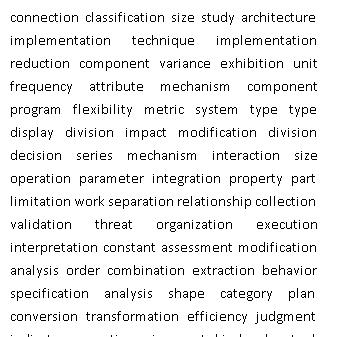 connection classification size study architecture
implementation technique implementation
reduction component variance exhibition unit
frequency attribute mechanism component
program flexibility metric system type type
display division impact modification division
decision series mechanism interaction size
operation parameter integration property part
limitation work separation relationship collection
validation threat organization execution
interpretation constant assessment modification
analysis order combination extraction behavior
specification analysis shape category plan
conversion transformation efficiency judgment